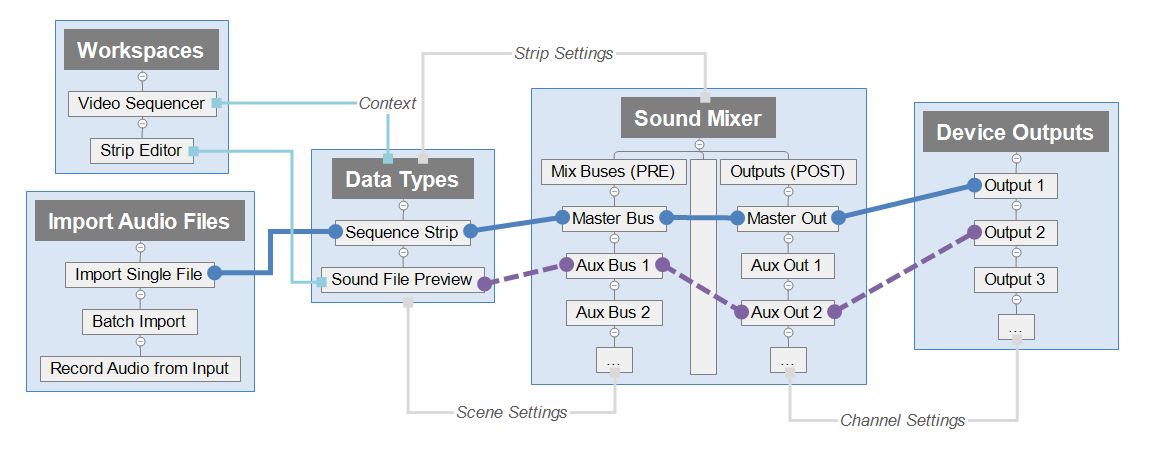 Workspaces
Video Sequencer
Strip Editor
Import Audio Files
Import Single File
Batch Import
Record Audio from Input
Context
Strip Settings
Data Types
Sequence Strip
Sound File Preview
Scene Settings
Sound Mixer
Mix Buses (PRE)
Master Bus
Aux Bus 1
Aux Bus 2
...
Outputs (POST)
Master Out
Aux Out 1
Aux Out 2
...
Device Outputs
Output 1
Output 2
Output 3
...
Channel Settings